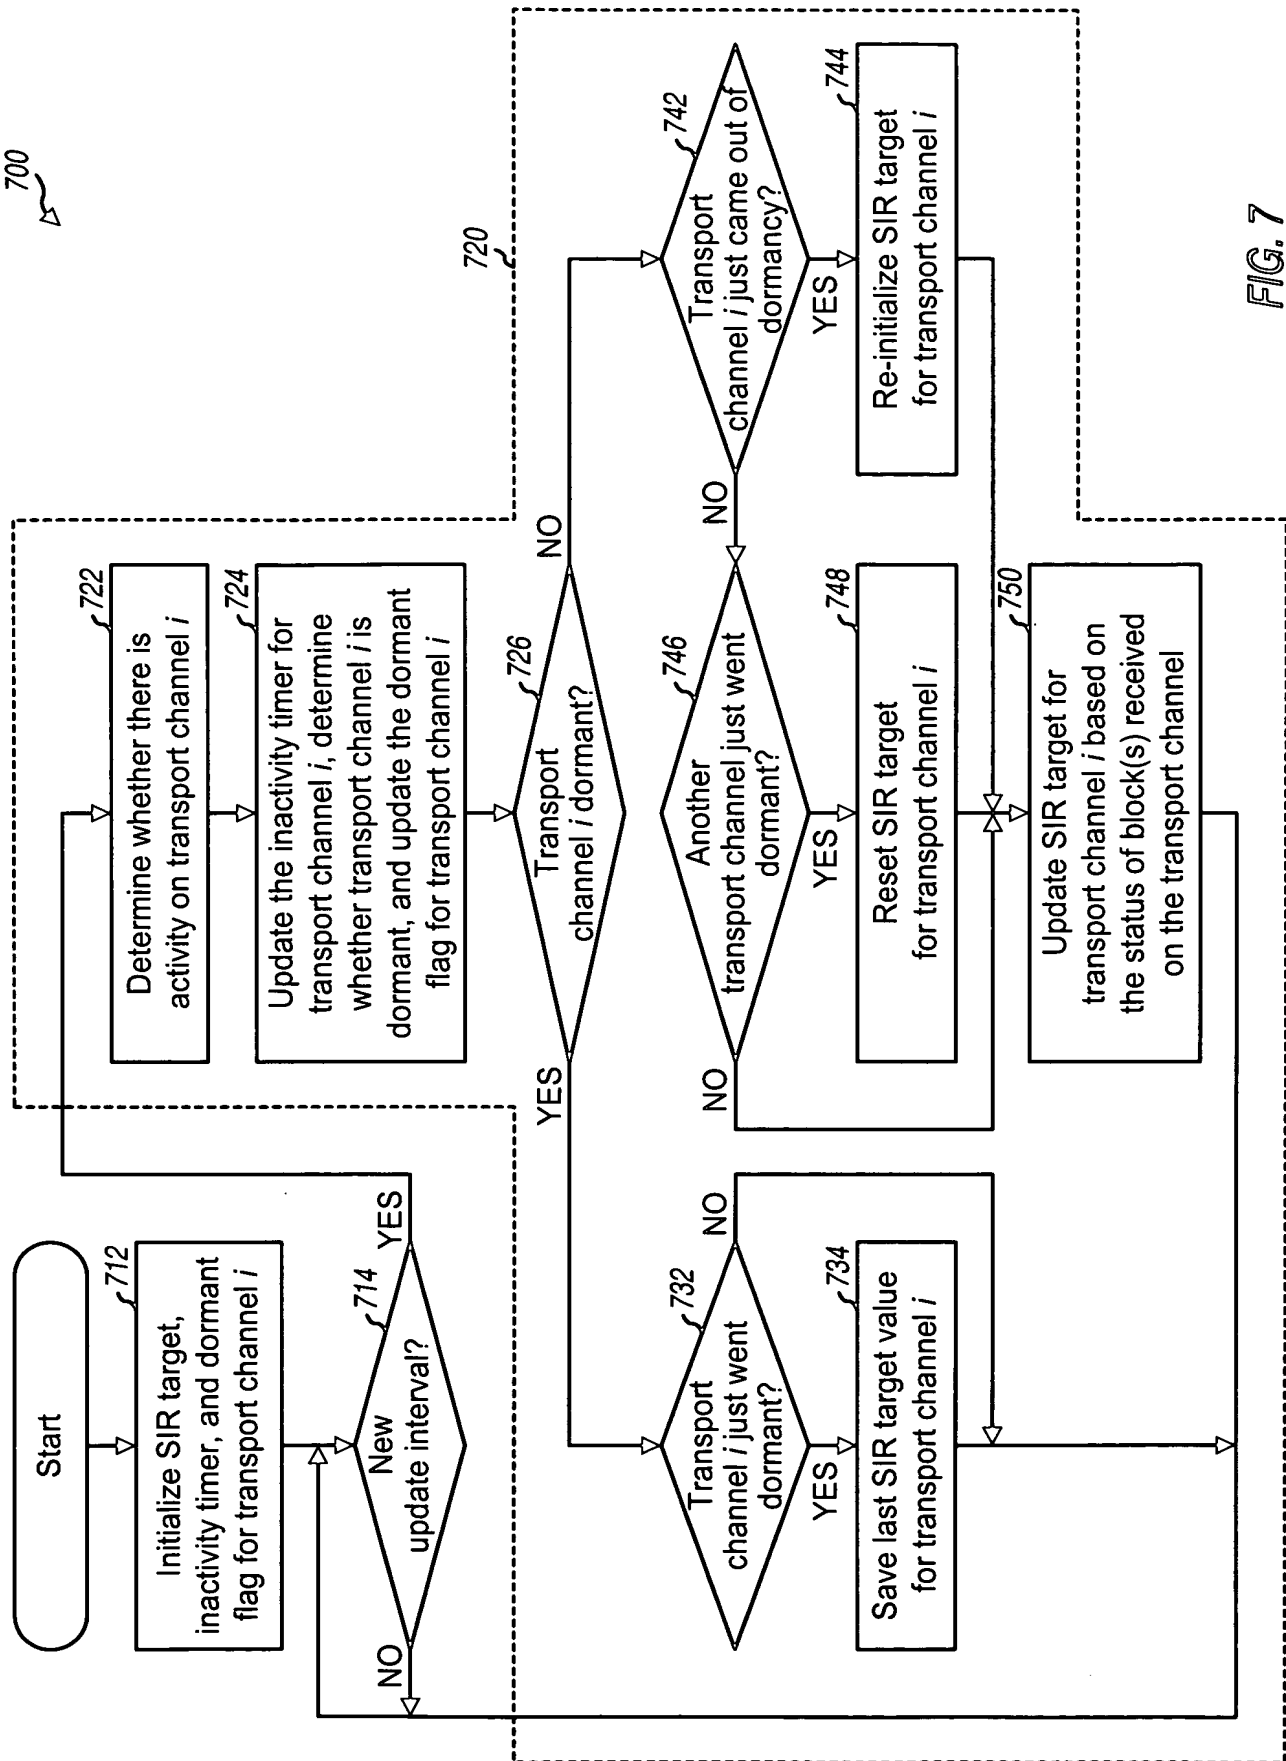 700
Start
712
Initialize SIR target,
inactivity timer, and dormant
flag for transport channel i
714
New
update interval?
YES
NO
720
722
Determine whether there is
activity on transport channel i
724
Update the inactivity timer for
transport channel i, determine
whether transport channel i is
dormant, and update the dormant
flag for transport channel i
726
Transport
channel i dormant?
YES
NO
732
Transport
channel i just went
dormant?
NO
YES
734
Save last SIR target value
for transport channel i
742
Transport
channel i just came out of
dormancy?
NO
YES
744
Re-initialize SIR target
for transport channel i
746
Another
transport channel just went
dormant?
NO
YES
748
Reset SIR target
for transport channel i
750
Update SIR target for
transport channel i based on
the status of block(s) received
on the transport channel
FIG. 7